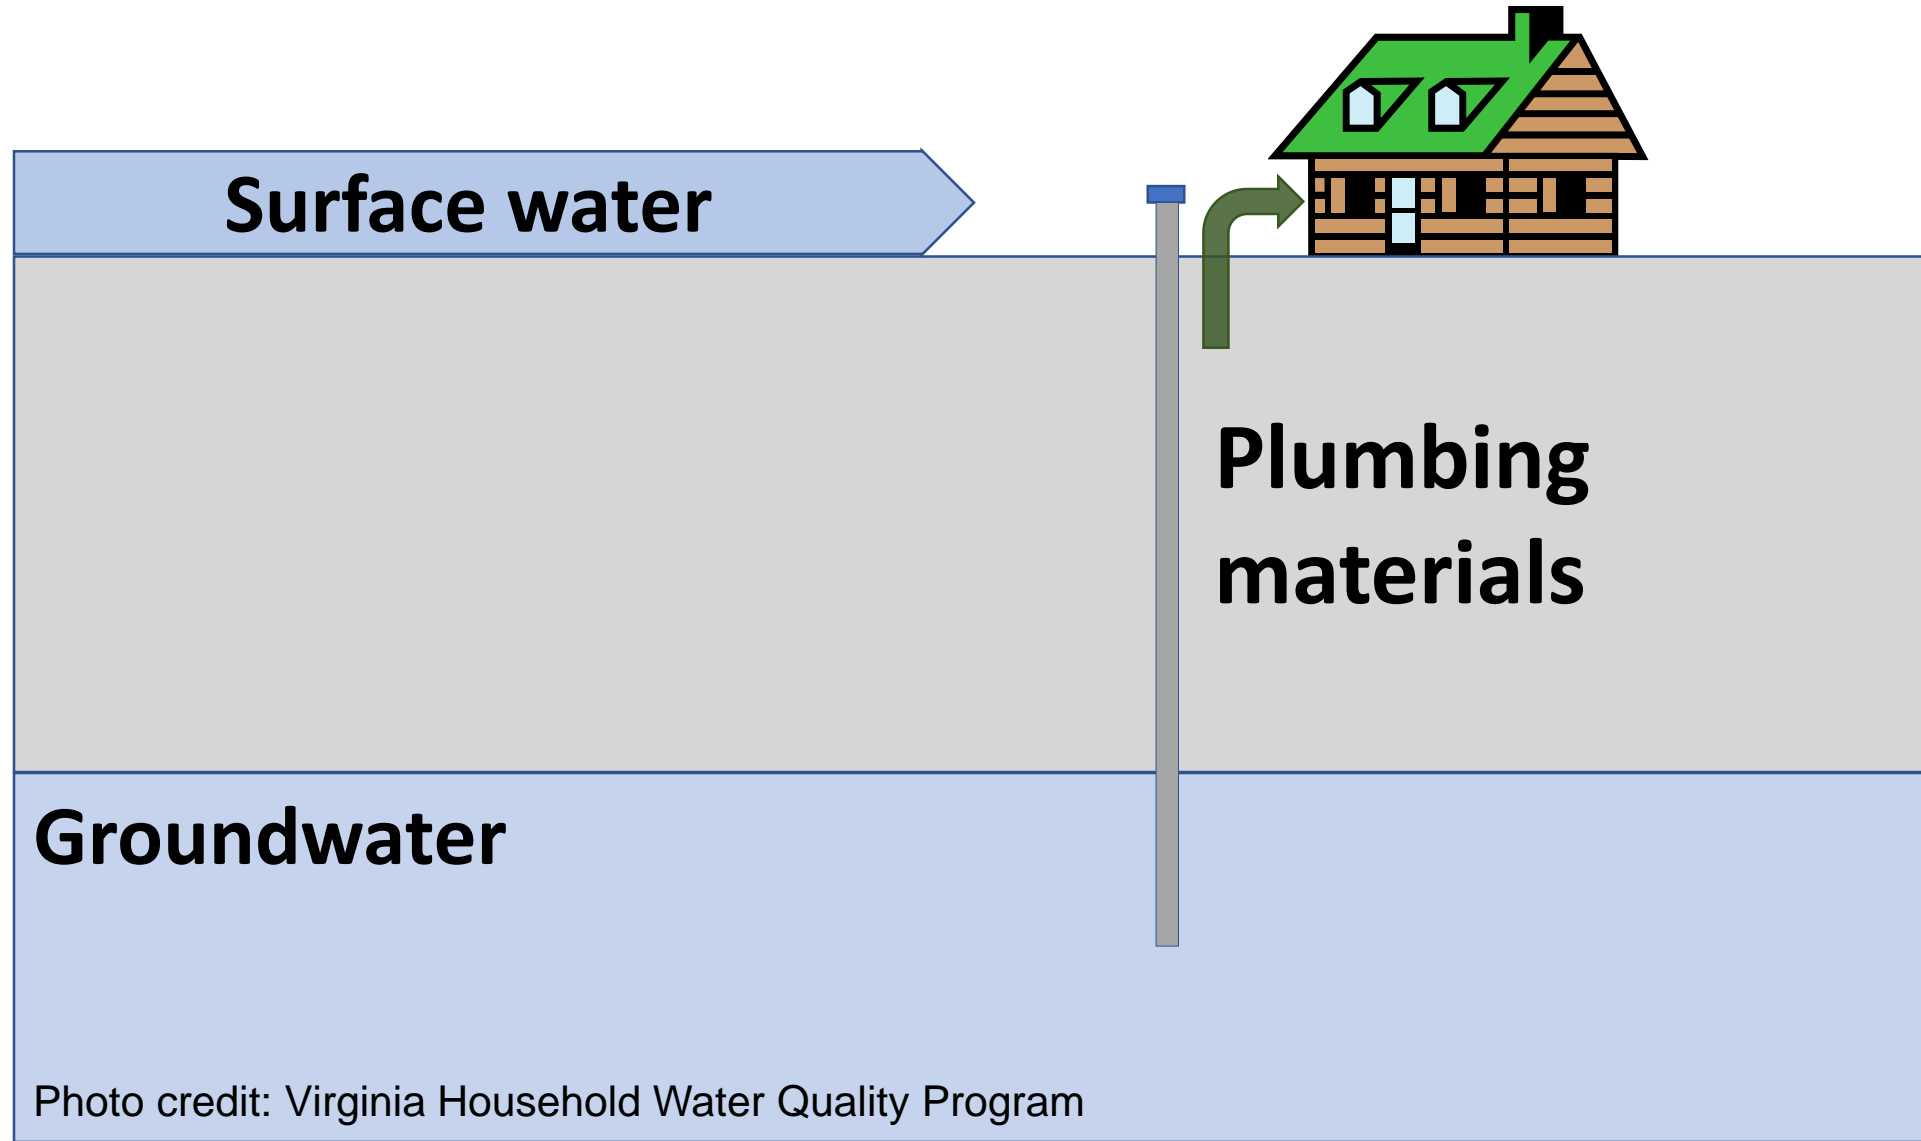 Surface water
Plumbing
materials
Groundwater
Photo credit: Virginia Household Water Quality Program